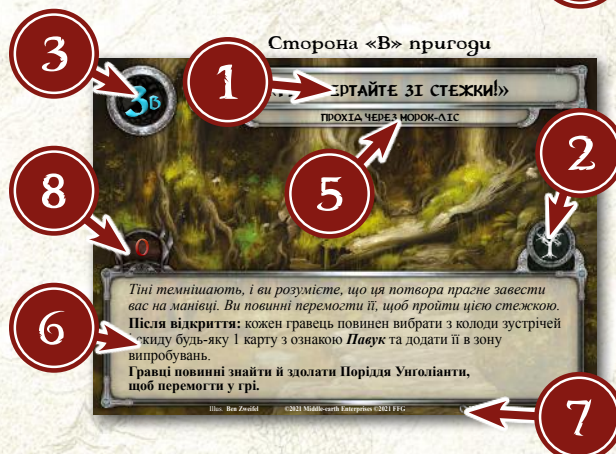 Сторона «В» пригоди
3
3В
1
ЕРТАЙТЕ ЗІ СТЕЖКИ!»
ПРОХІД ЧЕРЕЗ МОРОК-ЛІС
5
2
8
0
6
Тіні темнішають, і ви розумієте, що ця потвора прагне завести
вас на манівці. Ви повинні перемогти її, щоб пройти цією стежкою.
Після відкриття: кожен гравець повинен вибрати з колоди зустрічей
скиду будь-яку 1 карту з ознакою Павук та додати її в зону
випробувань.
Гравці повинні знайти й здолати Поріддя Унголіанти,
щоб перемогти у грі.
Illus. Ben Zweifel ©2021 Middle-earth Enterprises ©2021 FFG
7